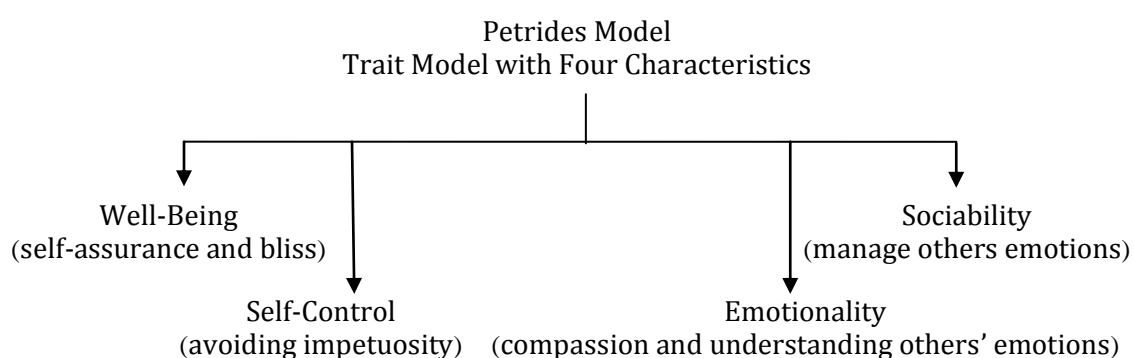 Petrides Model
Trait Model with Four Characteristics
Well-Being
(self-assurance and bliss)
Sociability
(manage others emotions)
Self-Control
(avoiding impetuosity)
Emotionality
(compassion and understanding others’ emotions)